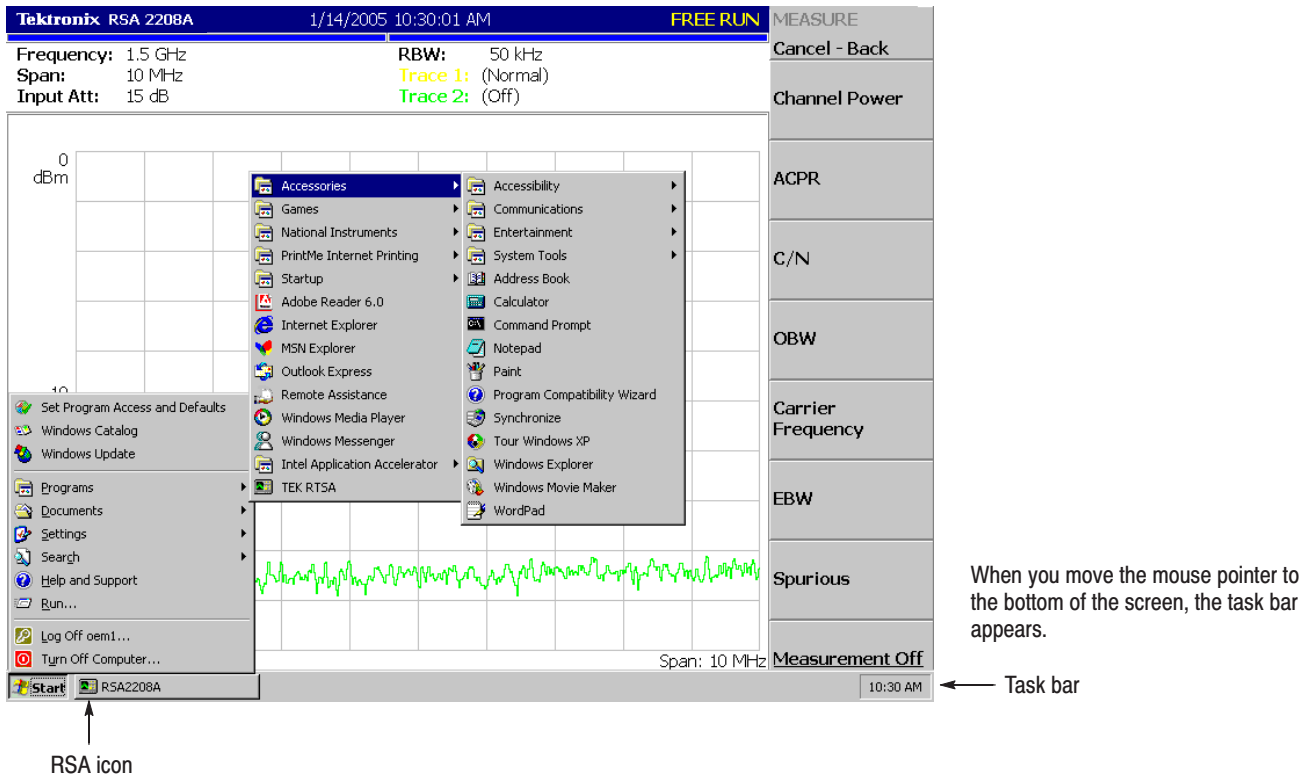 Tektronix RSA 2208A 1/14/2005 10:30:01 AM FREE RUN
Frequency: 1.5 GHz RBW: 50 kHz
Span: 10 MHz Trace 1: (Normal)
Input Att: 15 dB Trace 2: (Off)
MEASURE
Cancel - Back
Channel Power
ACPR
C/N
OBW
Carrier
Frequency
EBW
Spurious
Measurement Off
0
dBm
10
Accessories
Games
National Instruments
PrintMe Internet Printing
Startup
Adobe Reader 6.0
Internet Explorer
MSN Explorer
Outlook Express
Remote Assistance
Windows Media Player
Windows Messenger
Intel Application Accelerator
TEK RTSA
Accessibility
Communications
Entertainment
System Tools
Address Book
Calculator
Command Prompt
Notepad
Paint
Program Compatibility Wizard
Synchronize
Tour Windows XP
Windows Explorer
Windows Movie Maker
WordPad
Set Program Access and Defaults
Windows Catalog
Windows Update
Programs
Documents
Settings
Search
Help and Support
Run...
Log Off oem1...
Turn Off Computer...
Span: 10 MHz
Start RSA2208A 10:30 AM
When you move the mouse pointer to
the bottom of the screen, the task bar
appears.
Task bar
RSA icon